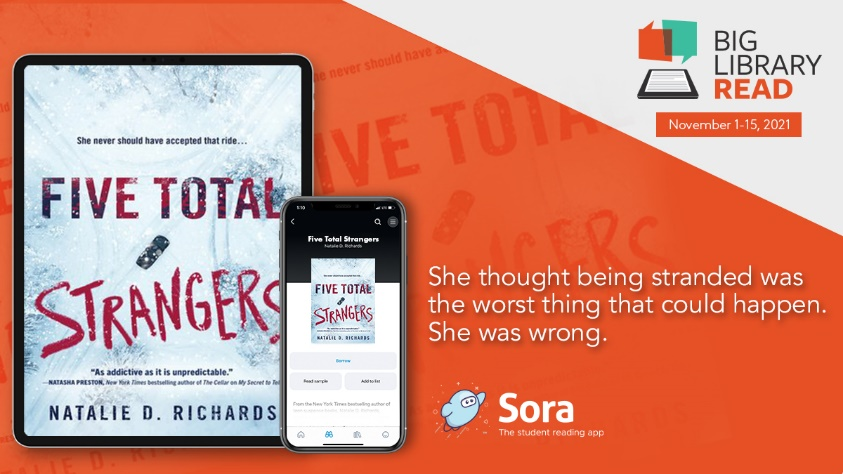 She never should have accepted that ride...
FIVE TOTAL
STRANGERS
"As addictive as it is unpredictable."
—NATASHA PRESTON, New York Times bestselling author of The Cellar on My Secret to Tell
NATALIE D. RICHARDS
5:10
Five Total Strangers
Natalie D. Richards
FIVE TOTAL
STRANGERS
NATALIE D. RICHARDS
Borrow
Read sample
Add to list
From the New York Times bestselling author of
BIG
LIBRARY
READ
November 1-15, 2021
She thought being stranded was
the worst thing that could happen.
She was wrong.
Sora
The student reading app